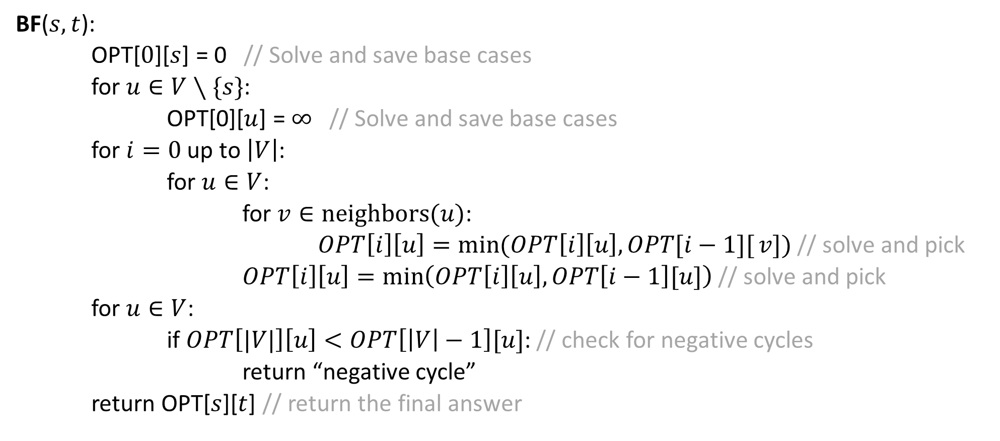 BF(s, t):
OPT[0][s] = 0 // Solve and save base cases
for u ∈ V \ {s}:
OPT[0][u] = ∞ // Solve and save base cases
for i = 0 up to |V|:
for u ∈ V:
for v ∈ neighbors(u):
OPT[i][u] = min(OPT[i][u], OPT[i − 1][ v]) // solve and pick
OPT[i][u] = min(OPT[i][u], OPT[i − 1][u]) // solve and pick
for u ∈ V:
if OPT[|V|][u] < OPT[|V| − 1][u]: // check for negative cycles
return “negative cycle”
return OPT[s][t] // return the final answer